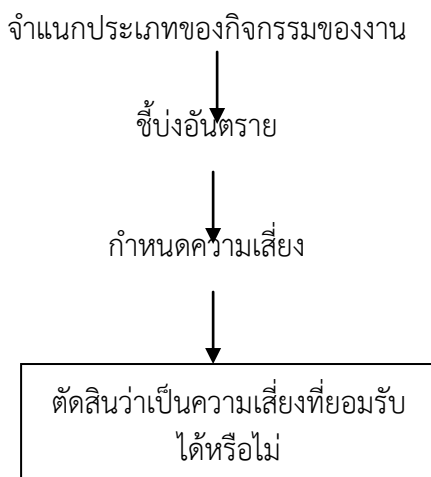 จำแนกประเภทของกิจกรรมของงาน
ชี้บ่งอันตราย
กำหนดความเสี่ยง
ตัดสินว่าเป็นความเสี่ยงที่ยอมรับ
ได้หรือไม่